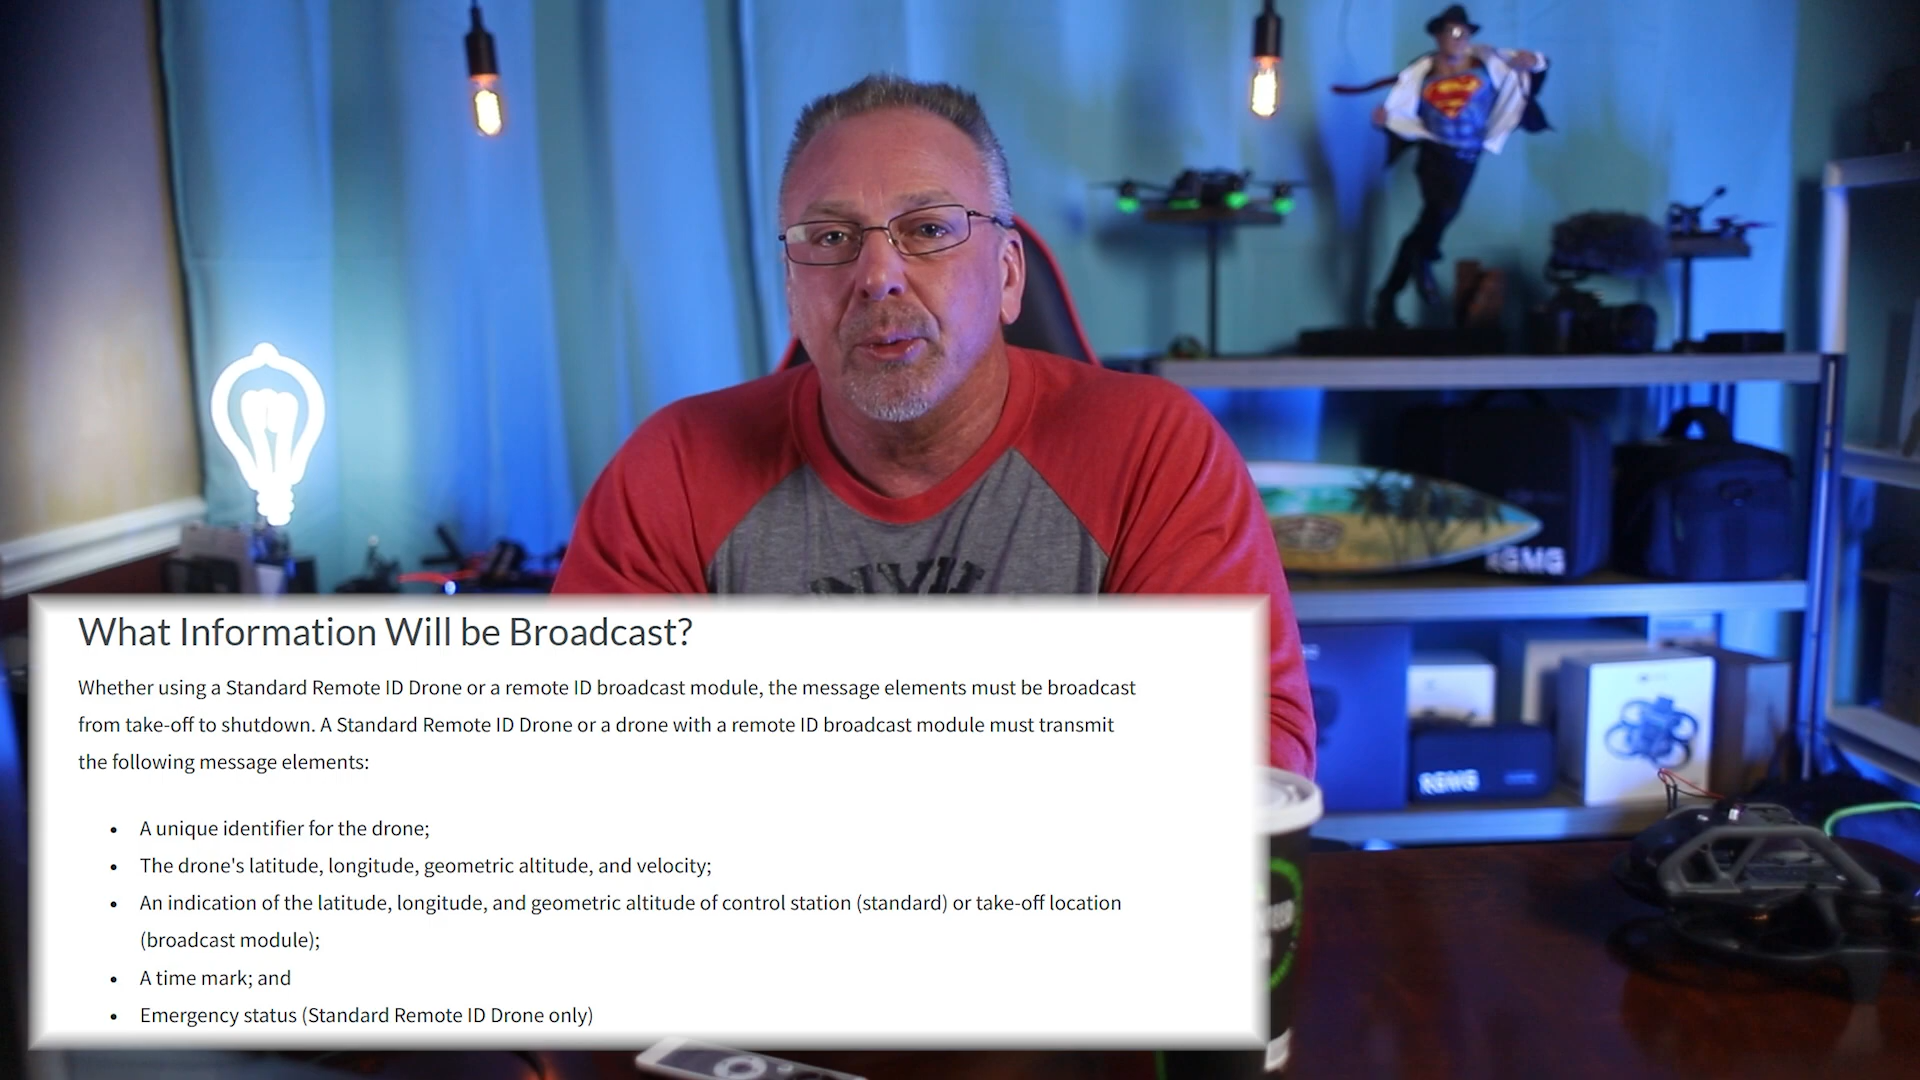 NVIL
RGMG
RGMG
What Information Will be Broadcast?
Whether using a Standard Remote ID Drone or a remote ID broadcast module, the message elements must be broadcast
from take-off to shutdown. A Standard Remote ID Drone or a drone with a remote ID broadcast module must transmit
the following message elements:
• A unique identifier for the drone;
• The drone's latitude, longitude, geometric altitude, and velocity;
• An indication of the latitude, longitude, and geometric altitude of control station (standard) or take-off location
(broadcast module);
• A time mark; and
• Emergency status (Standard Remote ID Drone only)